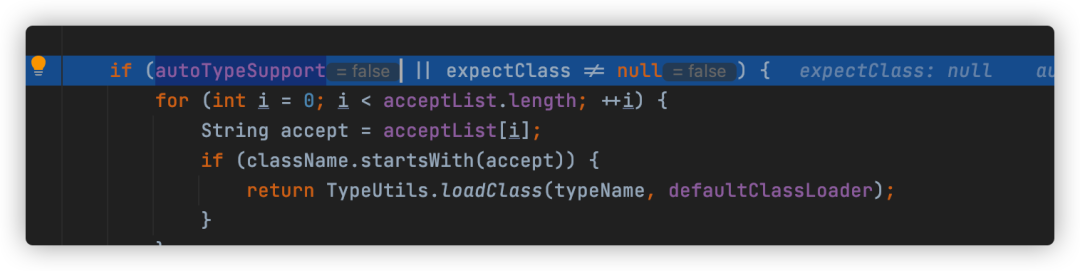 if (autoTypeSupport = false || expectClass ≠ null = false ) { expectClass: null au
for (int i = 0; i < acceptList.length; ++i) {
String accept = acceptList[i];
if (className.startsWith(accept)) {
return TypeUtils.loadClass(typeName, defaultClassLoader);
}